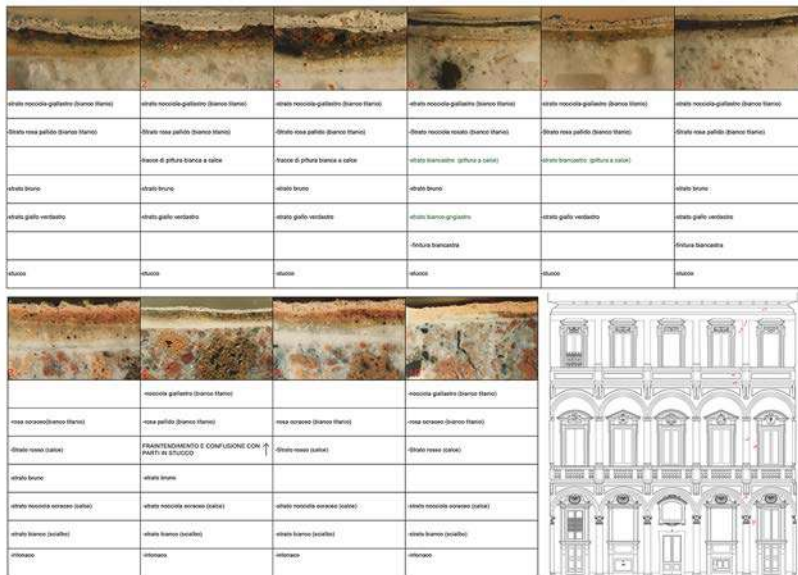 1 2 5 6 7
-strato nocciola-giallastro (bianco titanio) -strato nocciola-giallastro (bianco titanio) -strato nocciola-giallastro (bianco titanio) -strato nocciola-giallastro (bianco titanio) -strato nocciola-giallastro (bianco titanio) -strato nocciola-giallastro (bianco titanio)
-Strato rosa pallido (bianco titanio) -Strato rosa pallido (bianco titanio) -Strato rosa pallido (bianco titanio) -Strato nocciola rosato (bianco titanio) -Strato rosa pallido (bianco titanio) -Strato rosa pallido (bianco titanio)
-tracce di pittura bianca a calce -tracce di pittura bianca a calce -strato biancastro (pittura a calce) -strato biancastro (pittura a calce)
-strato bruno -strato bruno -strato bruno -strato bruno -strato bruno
-strato giallo verdastro -strato giallo verdastro -strato giallo verdastro -strato bianco-grigiastro -strato giallo verdastro -strato giallo verdastro
-finitura biancastra -finitura biancastra
-stucco -stucco -stucco -stucco -stucco -stucco
-nocciola giallastro (bianco titanio) -nocciola giallastro (bianco titanio)
-rosa (bianco titanio) -rosa pallido (bianco titanio) -rosa (bianco titanio) -rosa (bianco titanio)
-Strato rosso (calce) FRAINTENDIMENTO E CONFUSIONE CON -Strato rosso (calce) -Strato rosso (calce)
PARTI IN STUCCO
-strato bruno -strato bruno
-strato nocciola (calce) -strato nocciola (calce) -strato nocciola (calce) -strato nocciola (calce)
-strato bianco (scialbo) -strato bianco (scialbo) -strato bianco (scialbo) -strato bianco (scialbo)
-intonaco -intonaco -intonaco -intonaco